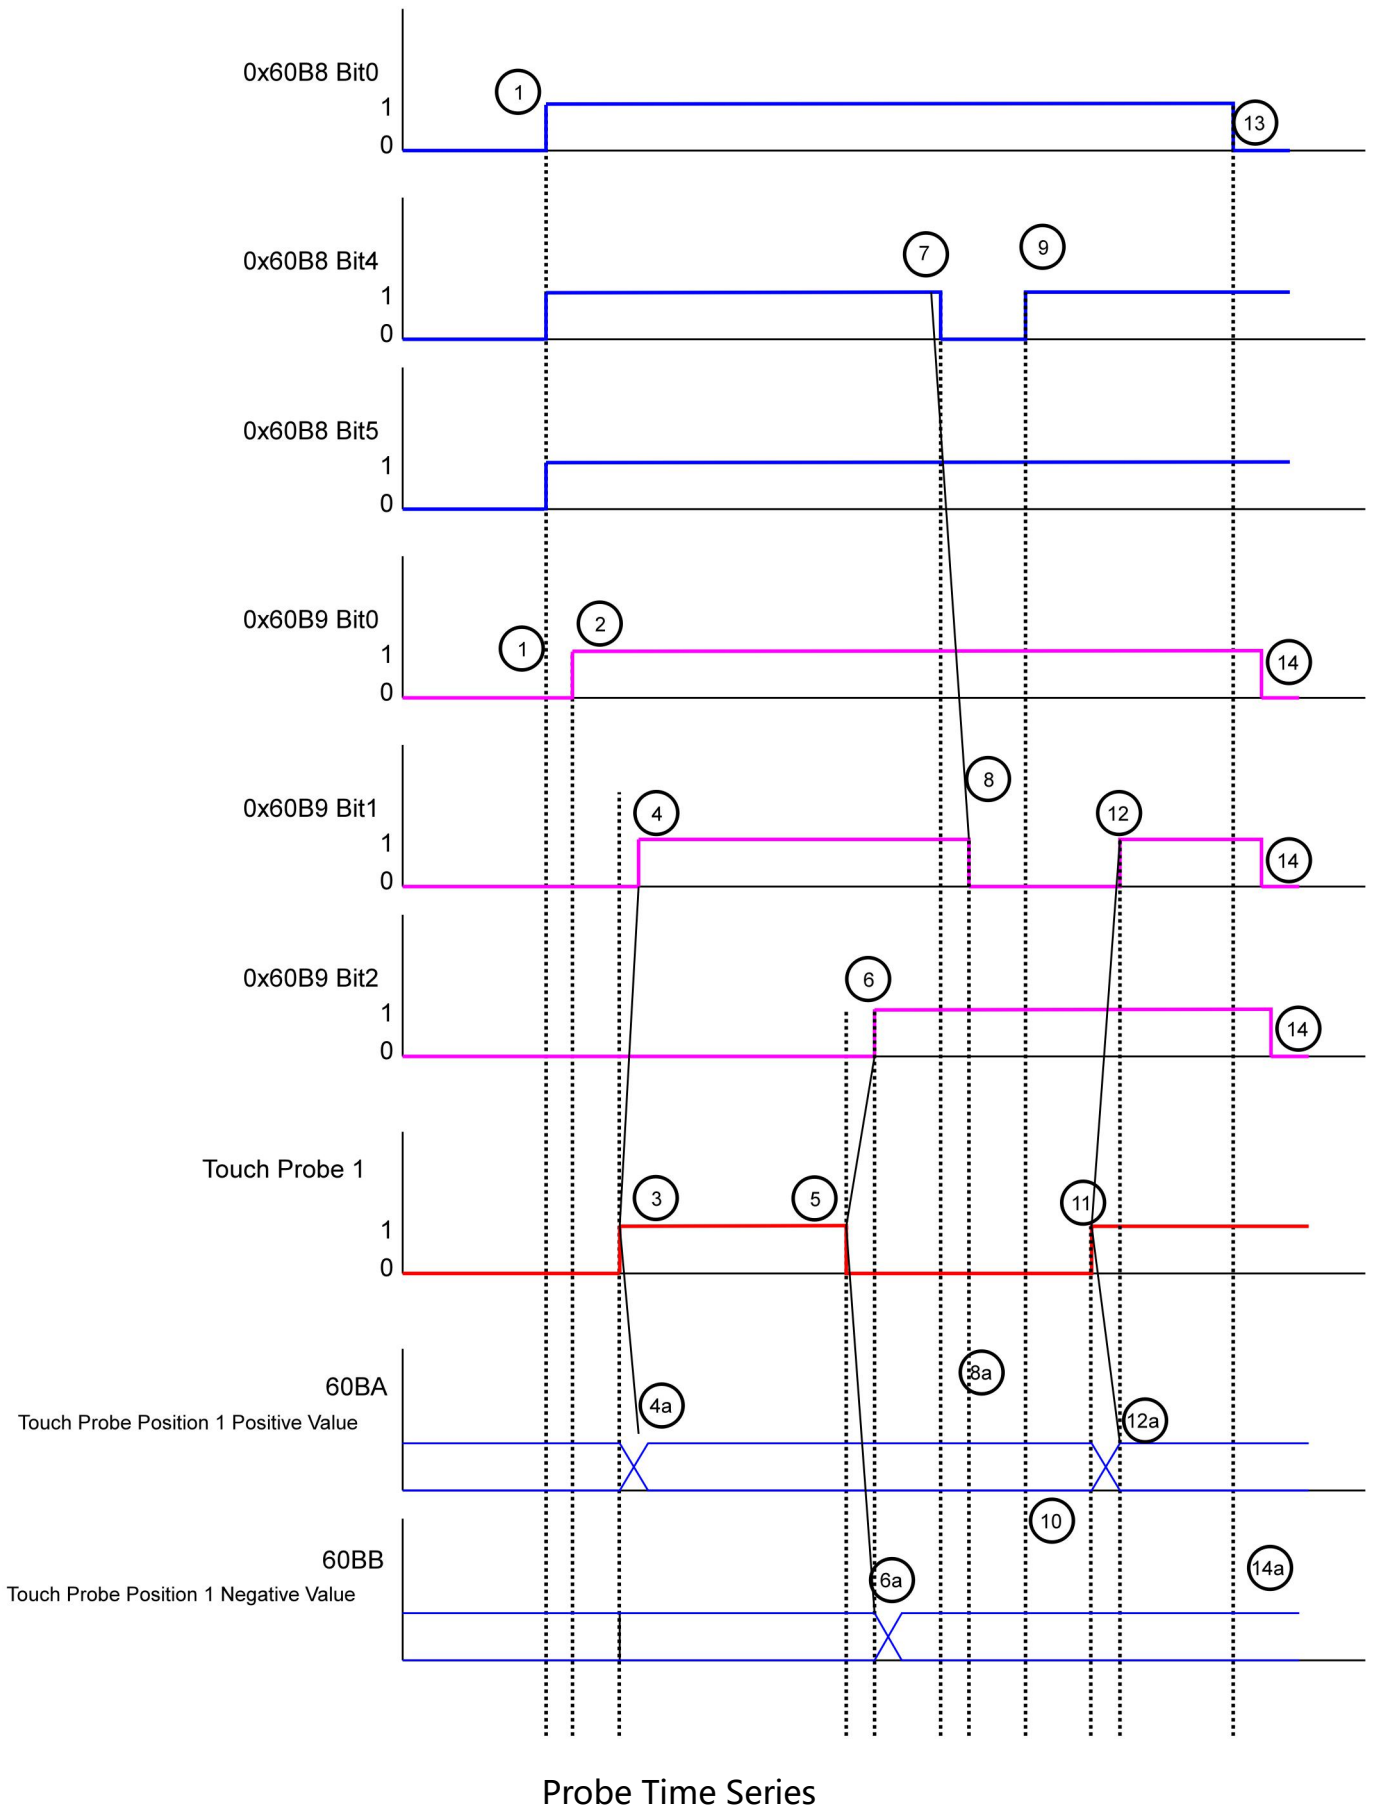 0x60B8 Bit0
1
1
13
0
0x60B8 Bit4
7
9
1
0
0x60B8 Bit5
1
0
0x60B9 Bit0
2
1
1
14
0
0x60B9 Bit1
8
4
12
1
14
0
0x60B9 Bit2
6
1
14
0
Touch Probe 1
3
5
11
1
0
60BA
8a
Touch Probe Position 1 Positive Value
4a
12a
10
60BB
14a
Touch Probe Position 1 Negative Value
6a
Probe Time Series